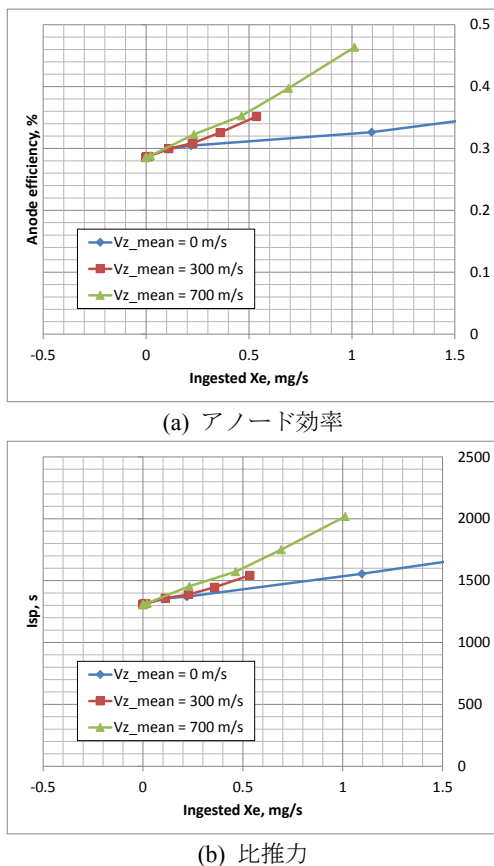 0.5
0.4
0.3
0.2
0.1
0
Anode efficiency, %
Vz_mean = 0 m/s
Vz_mean = 300 m/s
Vz_mean = 700 m/s
-0.5 0 0.5 1 1.5
Ingested Xe, mg/s
(a) アノード効率
2500
2000
1500
1000
500
0
Isp, s
Vz_mean = 0 m/s
Vz_mean = 300 m/s
Vz_mean = 700 m/s
-0.5 0 0.5 1 1.5
Ingested Xe, mg/s
(b) 比推力